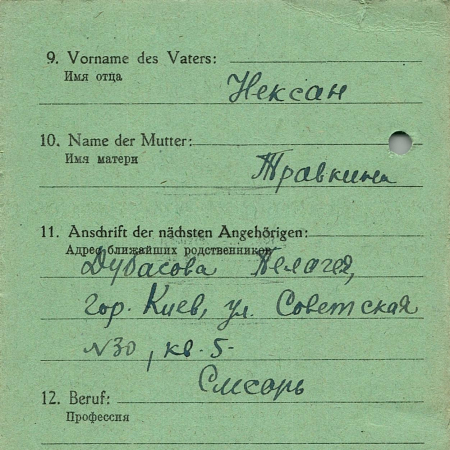 9. Vorname des Vaters:
Имя отца
Нексан
10. Name der Mutter:
Имя матери
Травкина
11. Anschrift der nächsten Angehörigen:
Адрес ближайших родственников
Дубасова Пелагея,
гор. Киев, ул. Советская
N30, кв. 5-
Слесарь
12. Beruf:
Профессия